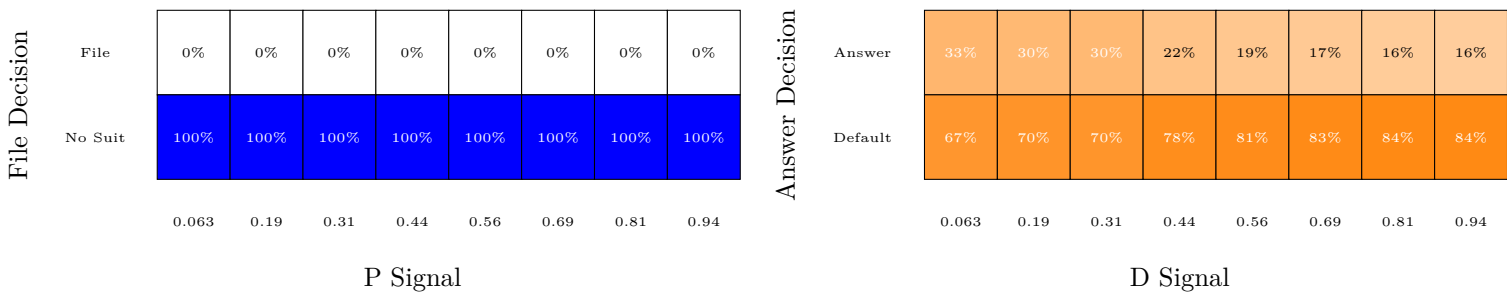 File Decision
File 0% 0% 0% 0% 0% 0% 0% 0%
No Suit 100% 100% 100% 100% 100% 100% 100% 100%
0.063 0.19 0.31 0.44 0.56 0.69 0.81 0.94
P Signal
Answer Decision
Answer 33% 30% 30% 22% 19% 17% 16% 16%
Default 67% 70% 70% 78% 81% 83% 84% 84%
0.063 0.19 0.31 0.44 0.56 0.69 0.81 0.94
D Signal